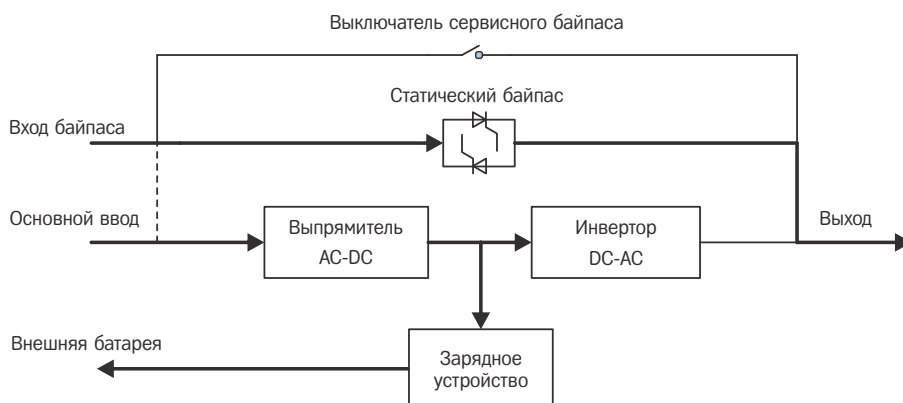 Выключатель сервисного байпаса
Статический байпас
Вход байпаса
Основной ввод
Выпрямитель
AC-DC
Инвертор
DC-AC
Выход
Внешняя батарея
Зарядное
устройство